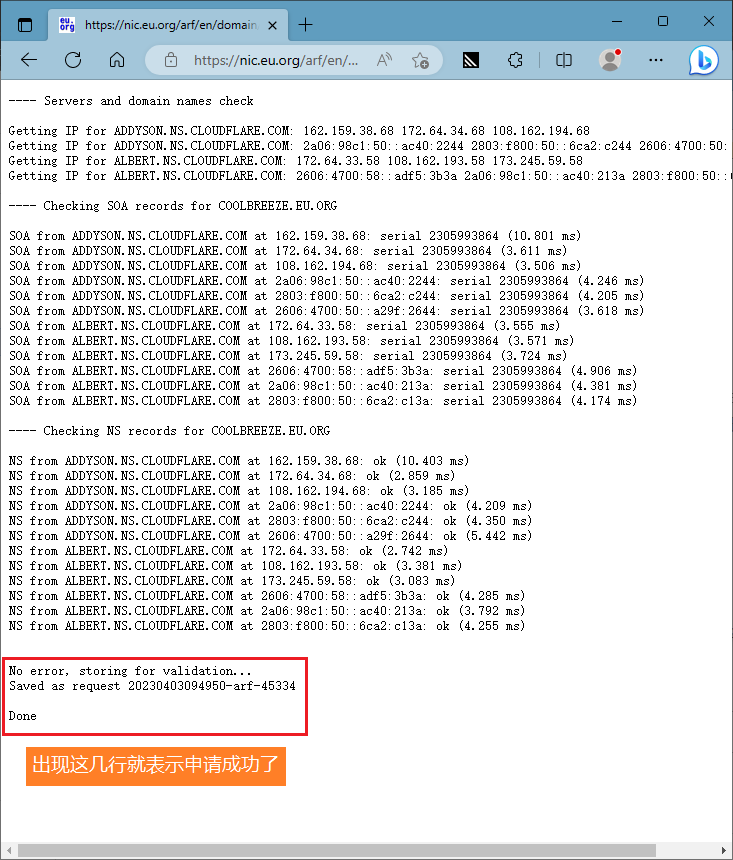 eu.
org
https://nic.eu.org/arf/en/domain
https://nic.eu.org/arf/en/...
---- Servers and domain names check
Getting IP for ADDYSON.NS.CLOUDFLARE.COM: 162.159.38.68 172.64.34.68 108.162.194.68
Getting IP for ADDYSON.NS.CLOUDFLARE.COM: 2a06:98c1:50::ac40:2244 2803:f800:50::6ca2:c244 2606:4700:50:
Getting IP for ALBERT.NS.CLOUDFLARE.COM: 172.64.33.58 108.162.193.58 173.245.59.58
Getting IP for ALBERT.NS.CLOUDFLARE.COM: 2606:4700:58::adf5:3b3a 2a06:98c1:50::ac40:213a 2803:f800:50::
---- Checking SOA records for COOLBREEZE.EU.ORG
SOA from ADDYSON.NS.CLOUDFLARE.COM at 162.159.38.68: serial 2305993864 (10.801 ms)
SOA from ADDYSON.NS.CLOUDFLARE.COM at 172.64.34.68: serial 2305993864 (3.611 ms)
SOA from ADDYSON.NS.CLOUDFLARE.COM at 108.162.194.68: serial 2305993864 (3.506 ms)
SOA from ADDYSON.NS.CLOUDFLARE.COM at 2a06:98c1:50::ac40:2244: serial 2305993864 (4.246 ms)
SOA from ADDYSON.NS.CLOUDFLARE.COM at 2803:f800:50::6ca2:c244: serial 2305993864 (4.205 ms)
SOA from ADDYSON.NS.CLOUDFLARE.COM at 2606:4700:50::a29f:2644: serial 2305993864 (3.618 ms)
SOA from ALBERT.NS.CLOUDFLARE.COM at 172.64.33.58: serial 2305993864 (3.555 ms)
SOA from ALBERT.NS.CLOUDFLARE.COM at 108.162.193.58: serial 2305993864 (3.571 ms)
SOA from ALBERT.NS.CLOUDFLARE.COM at 173.245.59.58: serial 2305993864 (3.724 ms)
SOA from ALBERT.NS.CLOUDFLARE.COM at 2606:4700:58::adf5:3b3a: serial 2305993864 (4.906 ms)
SOA from ALBERT.NS.CLOUDFLARE.COM at 2a06:98c1:50::ac40:213a: serial 2305993864 (4.381 ms)
SOA from ALBERT.NS.CLOUDFLARE.COM at 2803:f800:50::6ca2:c13a: serial 2305993864 (4.174 ms)
---- Checking NS records for COOLBREEZE.EU.ORG
NS from ADDYSON.NS.CLOUDFLARE.COM at 162.159.38.68: ok (10.403 ms)
NS from ADDYSON.NS.CLOUDFLARE.COM at 172.64.34.68: ok (2.859 ms)
NS from ADDYSON.NS.CLOUDFLARE.COM at 108.162.194.68: ok (3.185 ms)
NS from ADDYSON.NS.CLOUDFLARE.COM at 2a06:98c1:50::ac40:2244: ok (4.209 ms)
NS from ADDYSON.NS.CLOUDFLARE.COM at 2803:f800:50::6ca2:c244: ok (4.350 ms)
NS from ADDYSON.NS.CLOUDFLARE.COM at 2606:4700:50::a29f:2644: ok (5.442 ms)
NS from ALBERT.NS.CLOUDFLARE.COM at 172.64.33.58: ok (2.742 ms)
NS from ALBERT.NS.CLOUDFLARE.COM at 108.162.193.58: ok (3.381 ms)
NS from ALBERT.NS.CLOUDFLARE.COM at 173.245.59.58: ok (3.083 ms)
NS from ALBERT.NS.CLOUDFLARE.COM at 2606:4700:58::adf5:3b3a: ok (4.285 ms)
NS from ALBERT.NS.CLOUDFLARE.COM at 2a06:98c1:50::ac40:213a: ok (3.792 ms)
NS from ALBERT.NS.CLOUDFLARE.COM at 2803:f800:50::6ca2:c13a: ok (4.255 ms)
No error, storing for validation...
Saved as request 20230403094950-arf-45334
Done
出现这几行就表示申请成功了